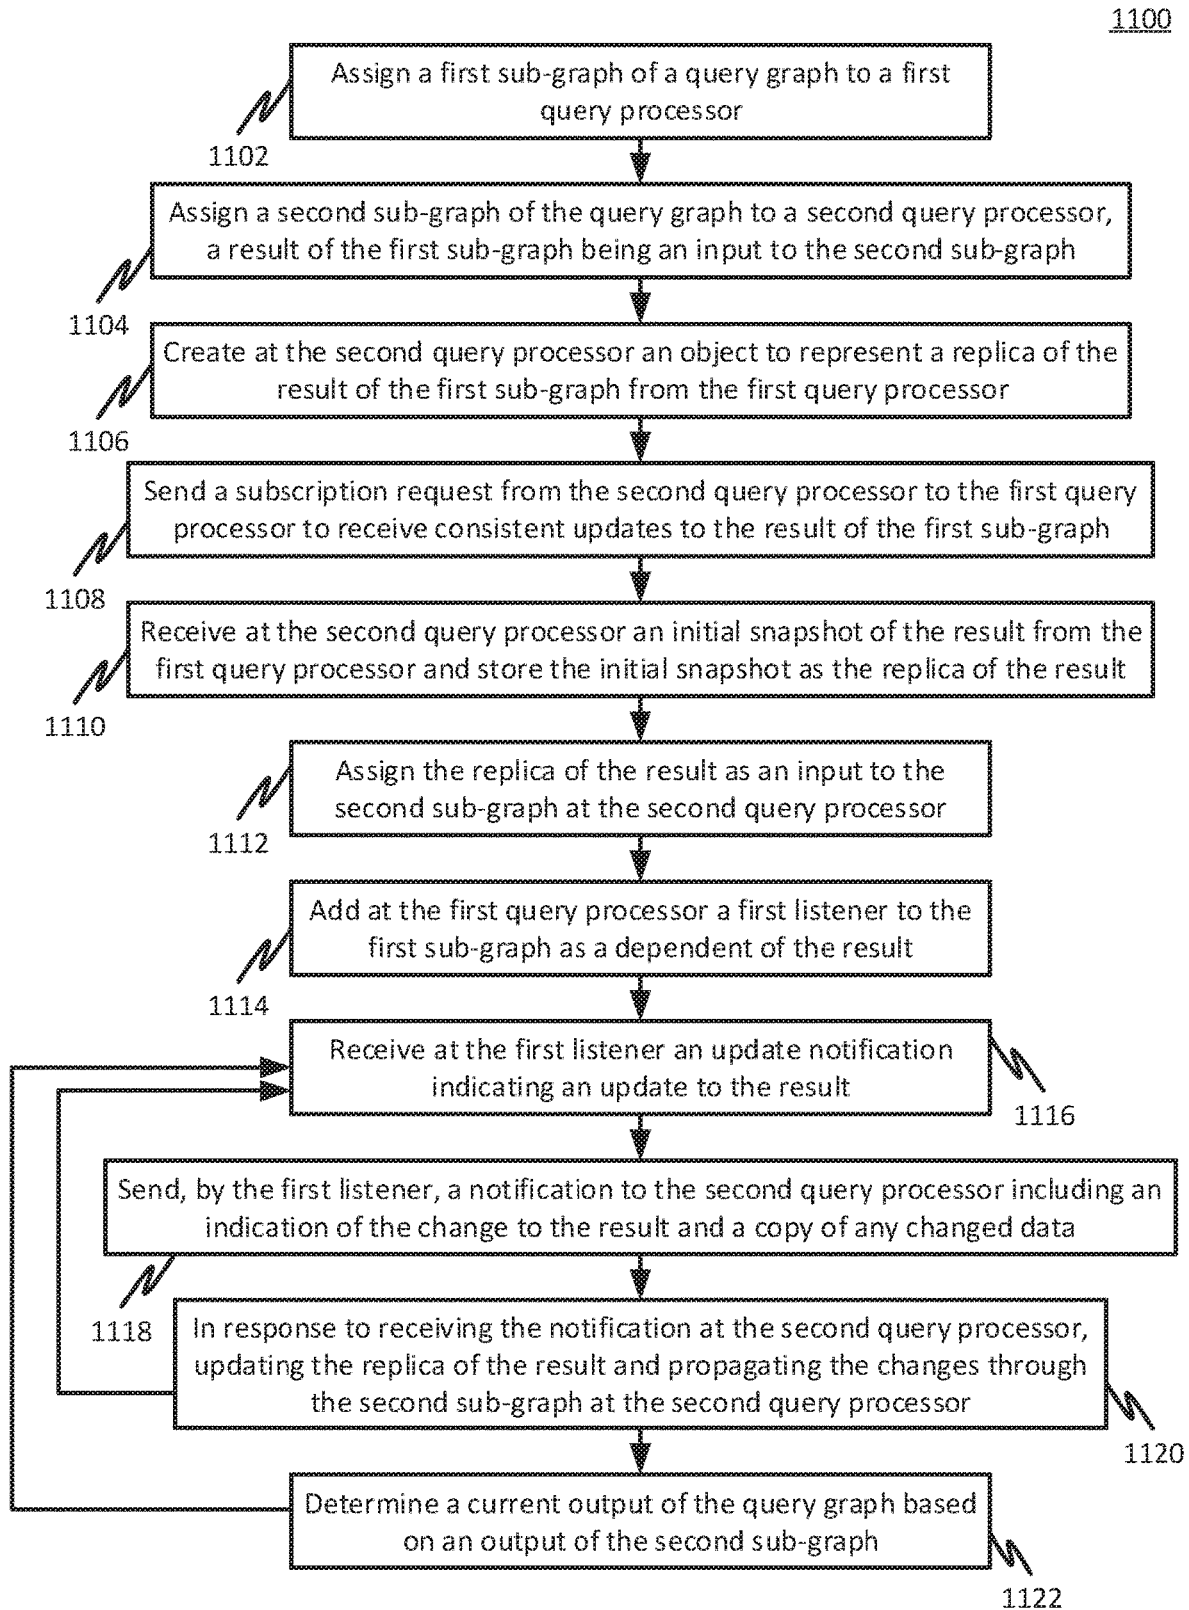 1100
Assign a first sub-graph of a query graph to a first
query processor
1102
Assign a second sub-graph of the query graph to a second query processor,
a result of the first sub-graph being an input to the second sub-graph
1104
Create at the second query processor an object to represent a replica of the
result of the first sub-graph from the first query processor
1106
Send a subscription request from the second query processor to the first query
processor to receive consistent updates to the result of the first sub-graph
1108
Receive at the second query processor an initial snapshot of the result from the
first query processor and store the initial snapshot as the replica of the result
1110
Assign the replica of the result as an input to the
second sub-graph at the second query processor
1112
Add at the first query processor a first listener to the
first sub-graph as a dependent of the result
1114
Receive at the first listener an update notification
indicating an update to the result
1116
Send, by the first listener, a notification to the second query processor including an
indication of the change to the result and a copy of any changed data
1118
In response to receiving the notification at the second query processor,
updating the replica of the result and propagating the changes through
the second sub-graph at the second query processor
1120
Determine a current output of the query graph based
on an output of the second sub-graph
1122